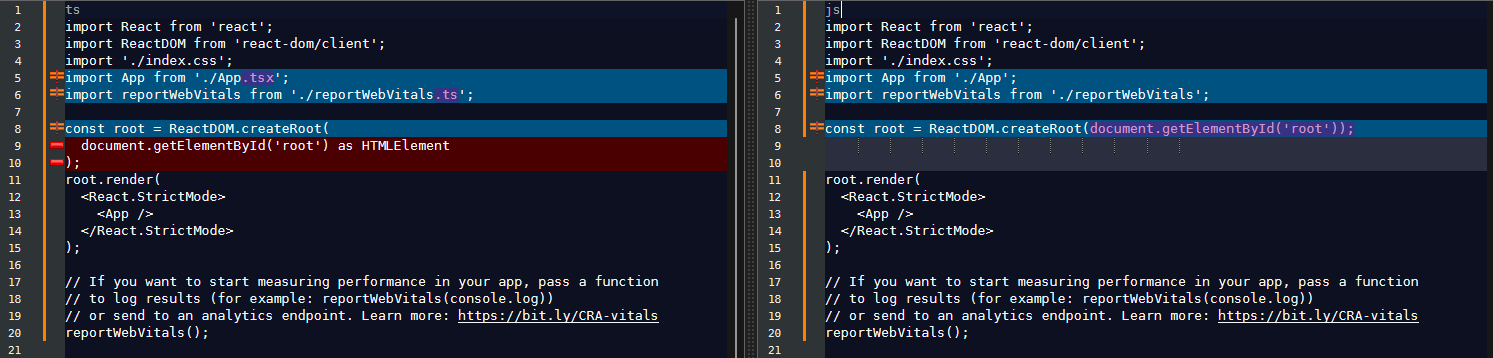 1 ts
2 import React from 'react';
3 import ReactDOM from 'react-dom/client';
4 import './index.css';
5 import App from './App.tsx';
6 import reportWebVitals from './reportWebVitals.ts';
7
8 const root = ReactDOM.createRoot(
9   document.getElementById('root') as HTMLElement
10 );
11 root.render(
12   <React.StrictMode>
13     <App />
14   </React.StrictMode>
15 );
16
17 // If you want to start measuring performance in your app, pass a function
18 // to log results (for example: reportWebVitals(console.log))
19 // or send to an analytics endpoint. Learn more: https://bit.ly/CRA-vitals
20 reportWebVitals();
21
1 js
2 import React from 'react';
3 import ReactDOM from 'react-dom/client';
4 import './index.css';
5 import App from './App';
6 import reportWebVitals from './reportWebVitals';
7
8 const root = ReactDOM.createRoot(document.getElementById('root'));
9
10
11 root.render(
12   <React.StrictMode>
13     <App />
14   </React.StrictMode>
15 );
16
17 // If you want to start measuring performance in your app, pass a function
18 // to log results (for example: reportWebVitals(console.log))
19 // or send to an analytics endpoint. Learn more: https://bit.ly/CRA-vitals
20 reportWebVitals();
21